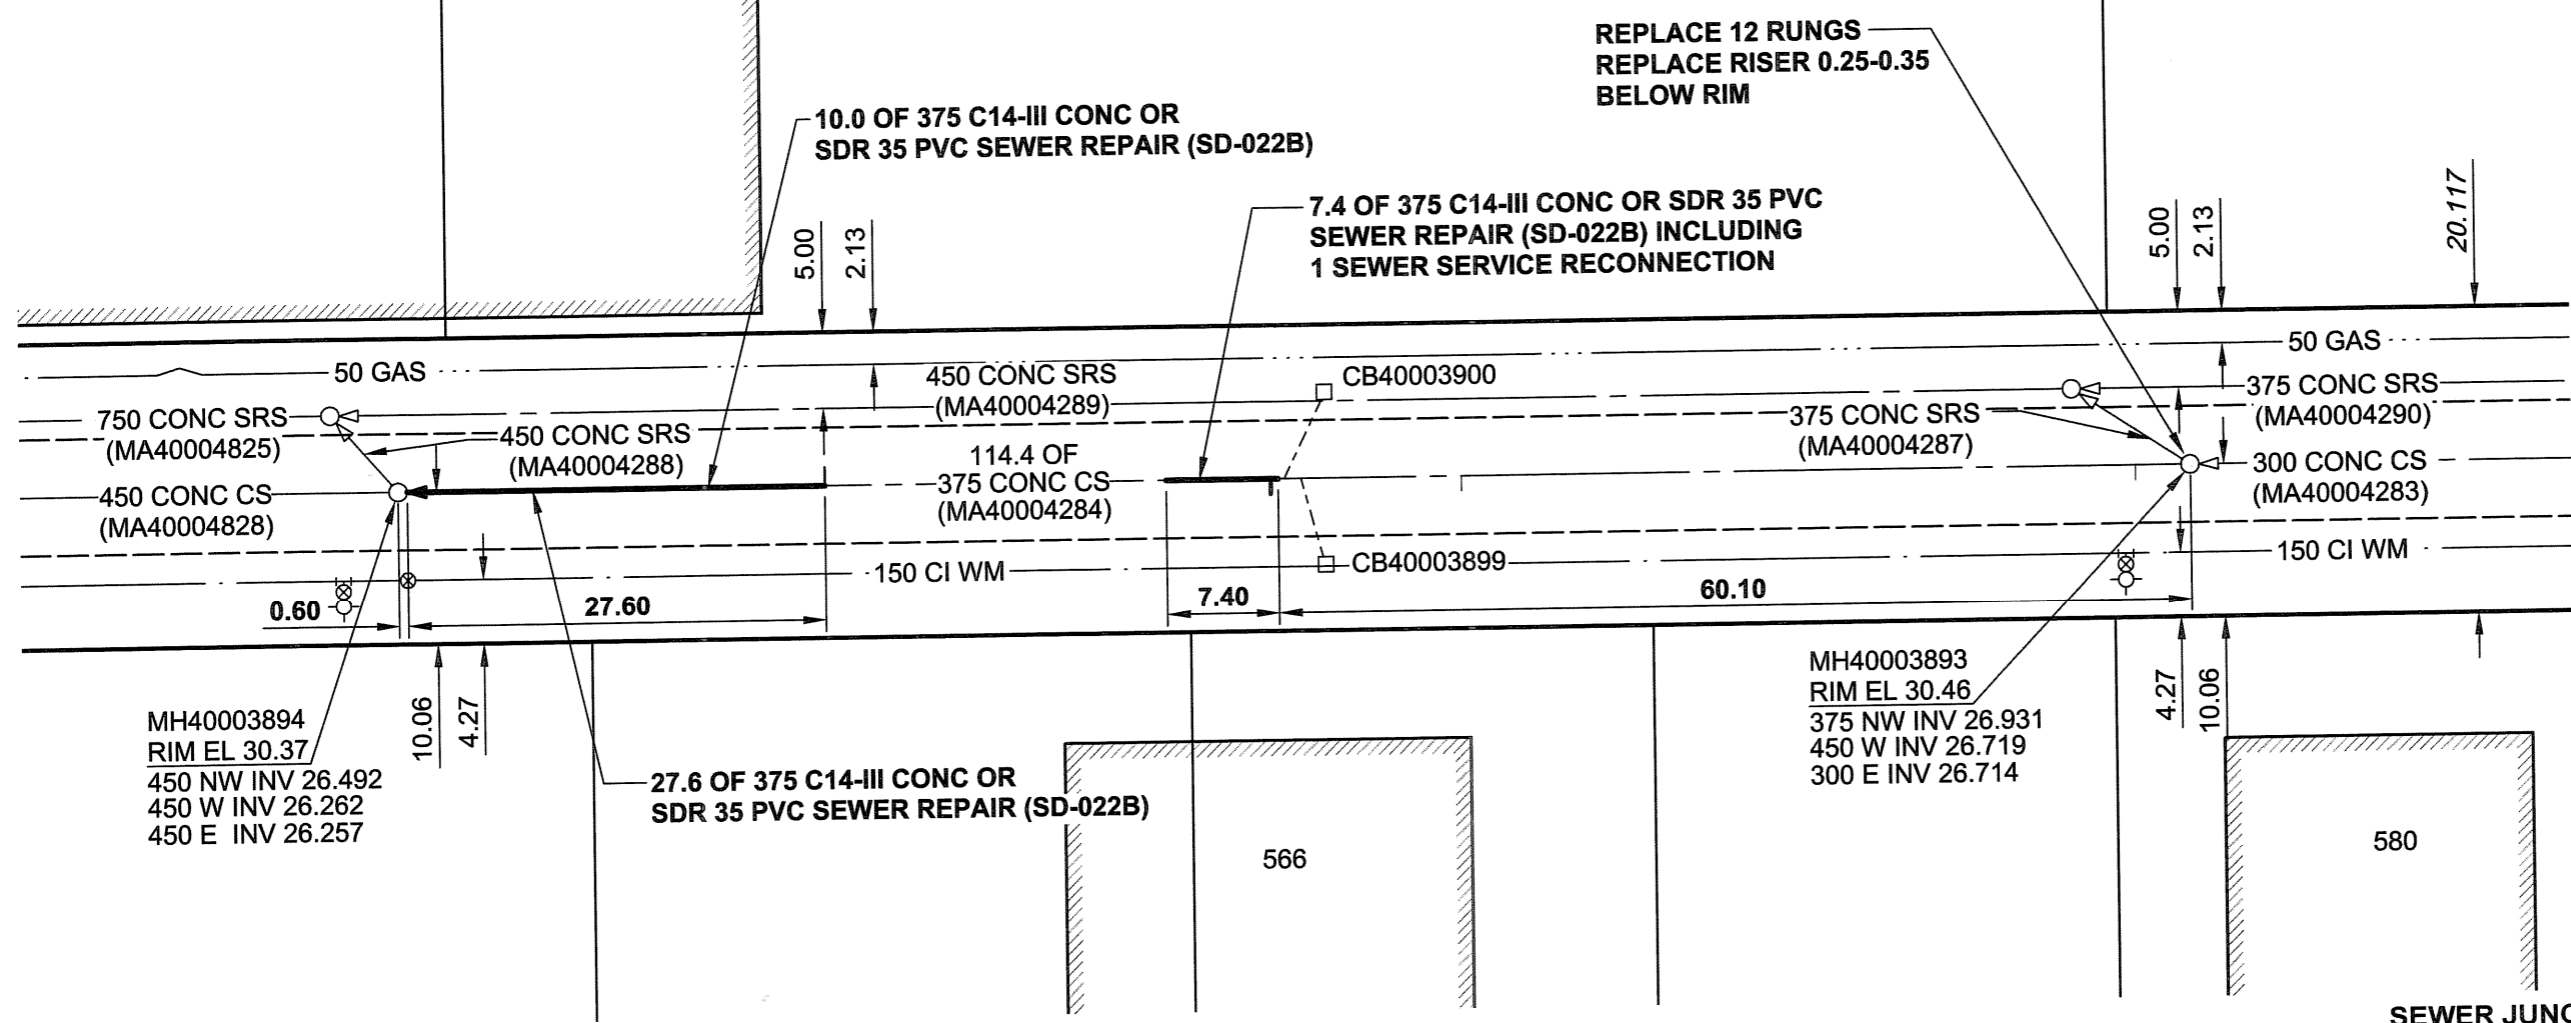 REPLACE 12 RUNGS
REPLACE RISER 0.25-0.35
BELOW RIM
10.0 OF 375 C14-III CONC OR
SDR 35 PVC SEWER REPAIR (SD-022B)
7.4 OF 375 C14-III CONC OR SDR 35 PVC
SEWER REPAIR (SD-022B) INCLUDING
1 SEWER SERVICE RECONNECTION
5.00
2.13
5.00
2.13
20.117
50 GAS
50 GAS
450 CONC SRS
(MA40004289)
CB40003900
375 CONC SRS
(MA40004290)
750 CONC SRS
(MA40004825)
450 CONC SRS
(MA40004288)
375 CONC SRS
(MA40004287)
114.4 OF
375 CONC CS
(MA40004284)
300 CONC CS
(MA40004283)
450 CONC CS
(MA40004828)
150 CI WM
CB40003899
150 CI WM
0.60
27.60
7.40
60.10
10.06
4.27
4.27
10.06
MH40003894
RIM EL 30.37
450 NW INV 26.492
450 W INV 26.262
450 E INV 26.257
MH40003893
RIM EL 30.46
375 NW INV 26.931
450 W INV 26.719
300 E INV 26.714
27.6 OF 375 C14-III CONC OR
SDR 35 PVC SEWER REPAIR (SD-022B)
566
580
SEWER JUNC